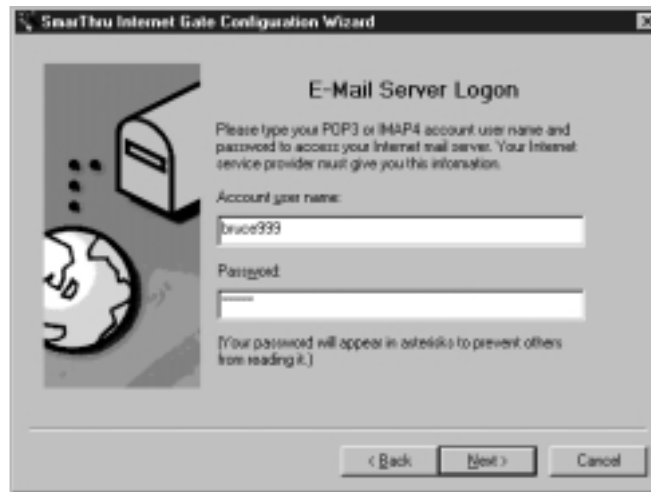 SmarThru Internet Gate Configuration Wizard
E-Mail Server Logon
Please type your POP3 or IMAP4 account user name and
password to access your Internet mail server. Your Internet
service provider must give you this information.
Account user name:
bruce999
Password:
(Your password will appear in asterisks to prevent others
from reading it.)
< Back
Next >
Cancel